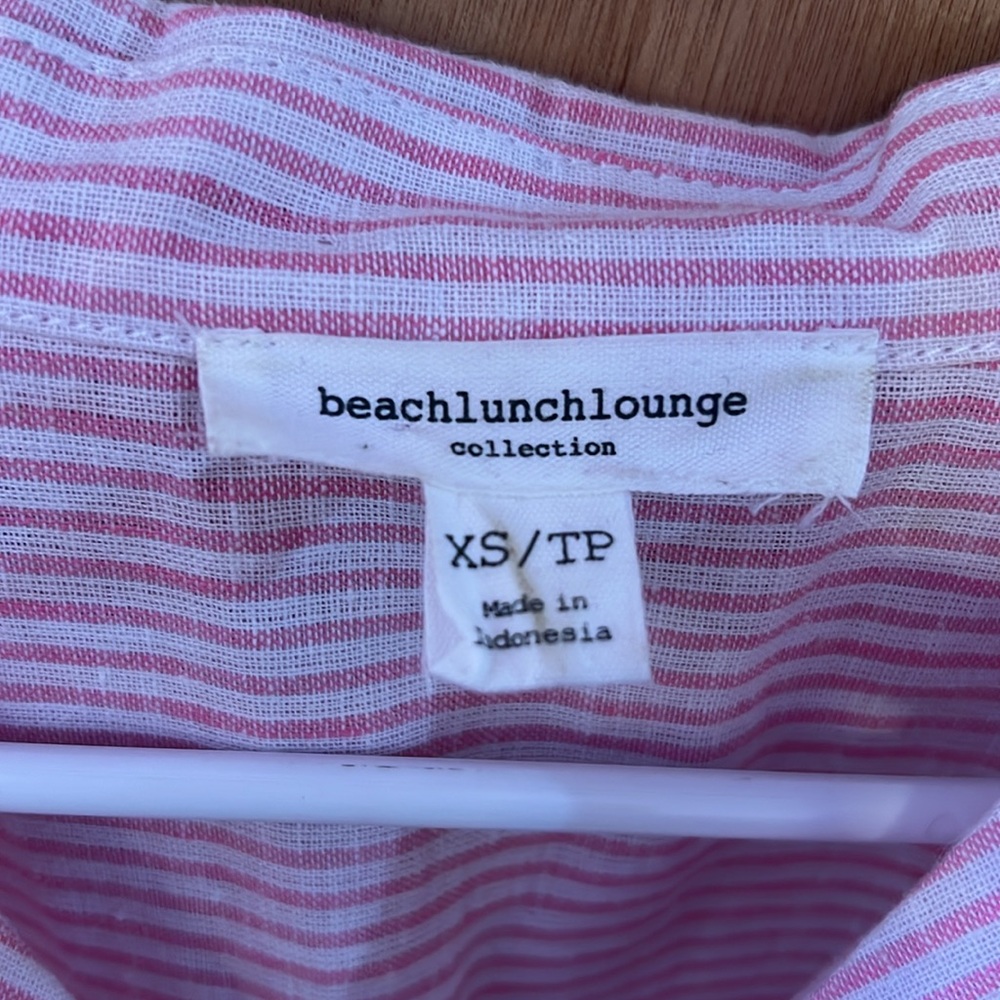 beachlunchlounge
collection
XS/TP
Made in
Indonesia